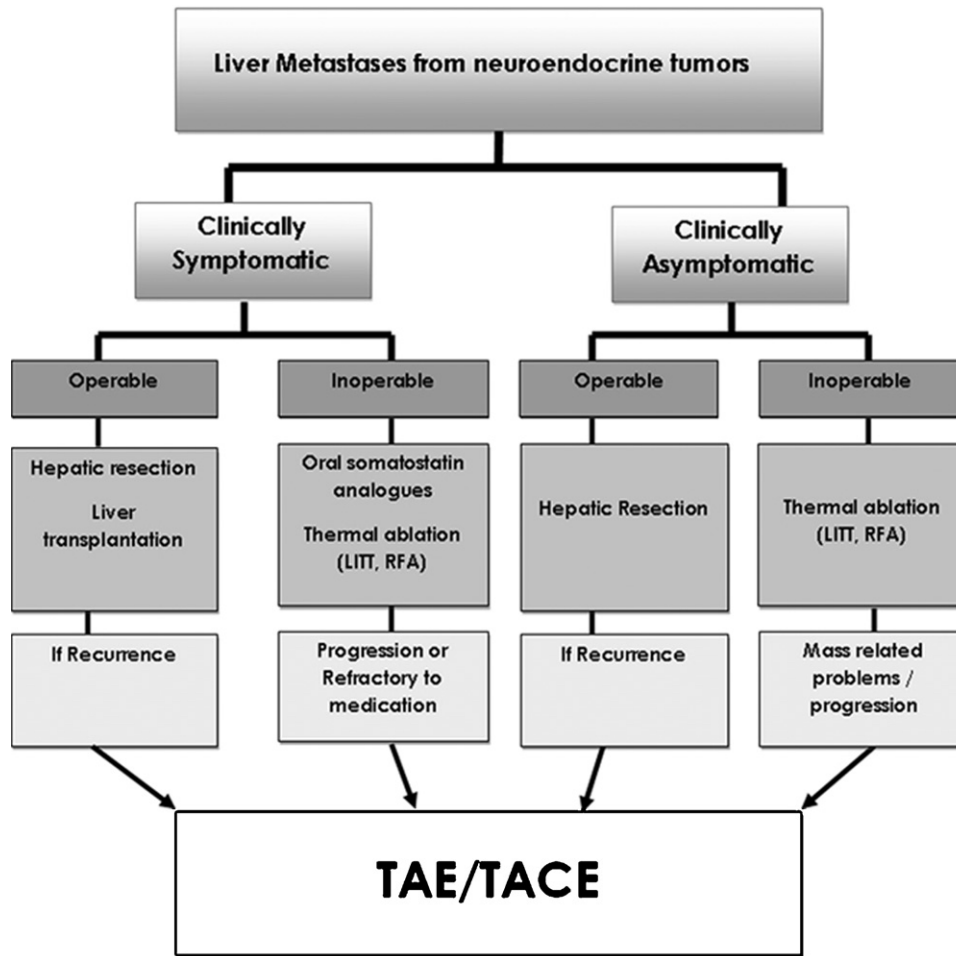 Liver Metastases from neuroendocrine tumors
Clinically
Symptomatic
Clinically
Asymptomatic
Operable
Inoperable
Operable
Inoperable
Hepatic resection
Liver
transplantation
Oral somatostatin
analogues
Thermal ablation
(LITT, RFA)
Hepatic Resection
Thermal ablation
(LITT, RFA)
If Recurrence
Progression or
Refractory to
medication
If Recurrence
Mass related
problems /
progression
TAE/TACE